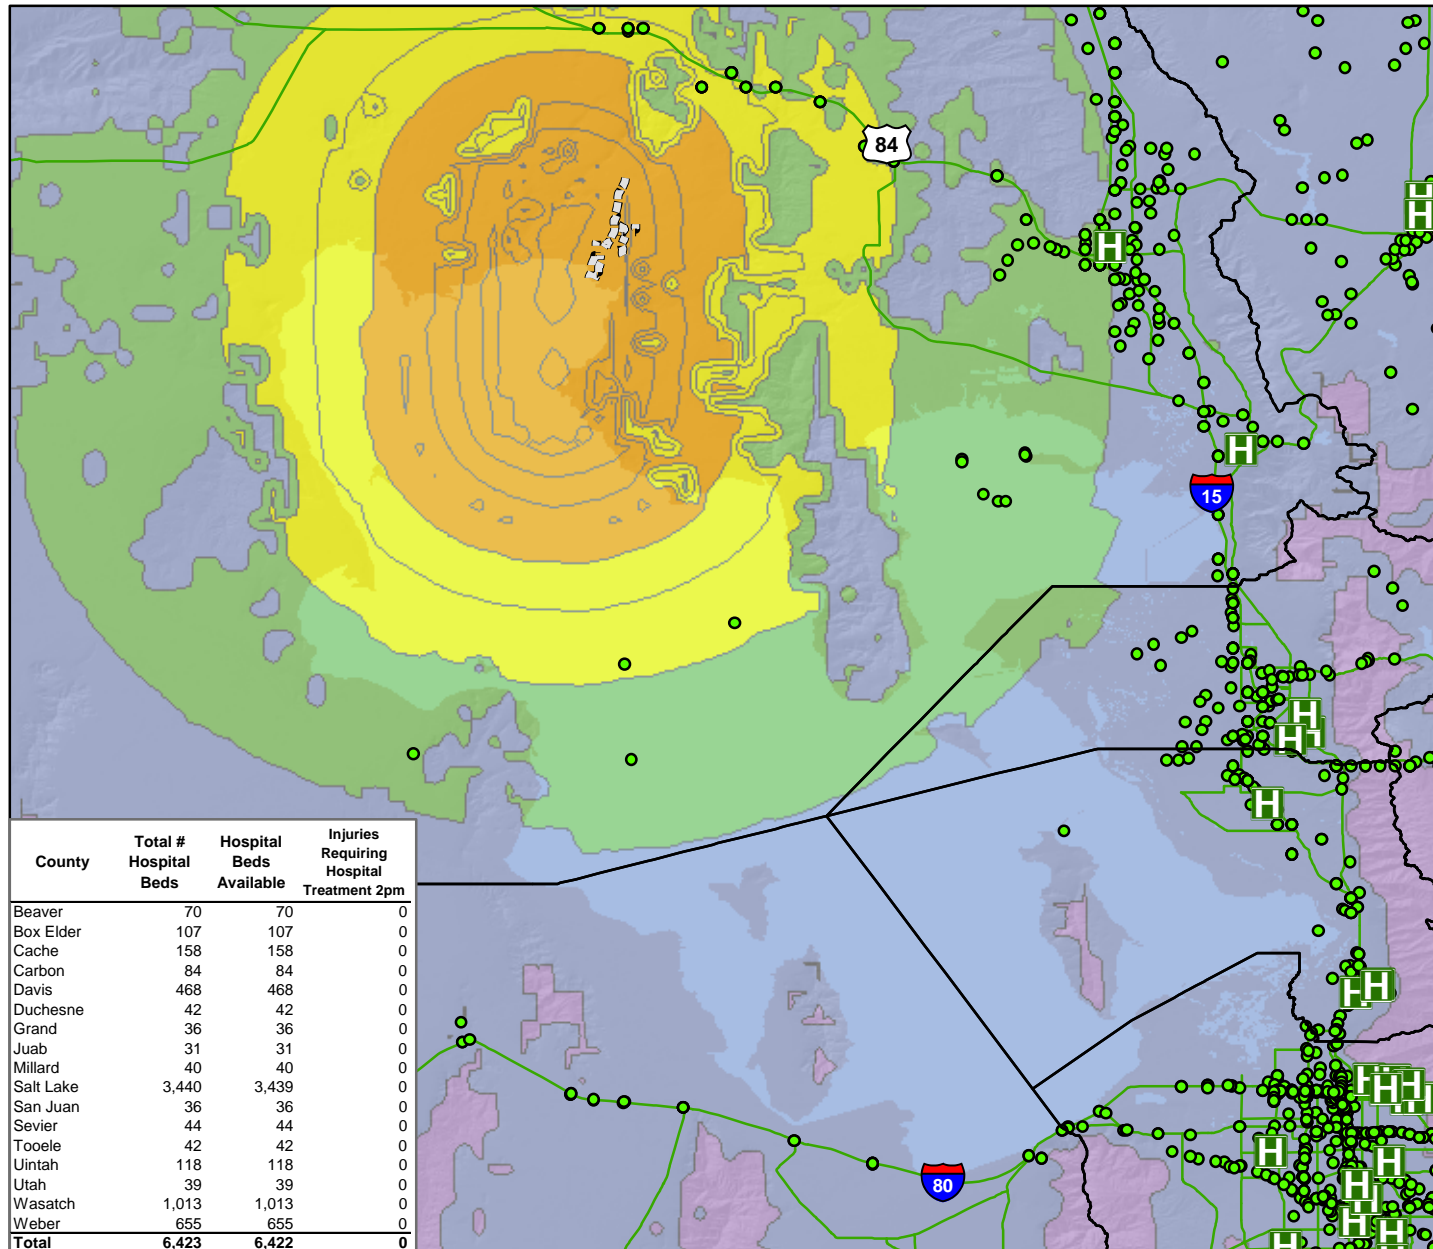 84
H
H
H
H
15
H
H
H
H
H
H
H
H
H
H
H
H
H
80
H
H
H
H
County Total # Hospital Beds Hospital Beds Available Injuries Requiring Hospital Treatment 2pm
Beaver 70 70 0
Box Elder 107 107 0
Cache 158 158 0
Carbon 84 84 0
Davis 468 468 0
Duchesne 42 42 0
Grand 36 36 0
Juab 31 31 0
Millard 40 40 0
Salt Lake 3,440 3,439 0
San Juan 36 36 0
Sevier 44 44 0
Tooele 42 42 0
Uintah 118 118 0
Utah 39 39 0
Wasatch 1,013 1,013 0
Weber 655 655 0
Total 6,423 6,422 0